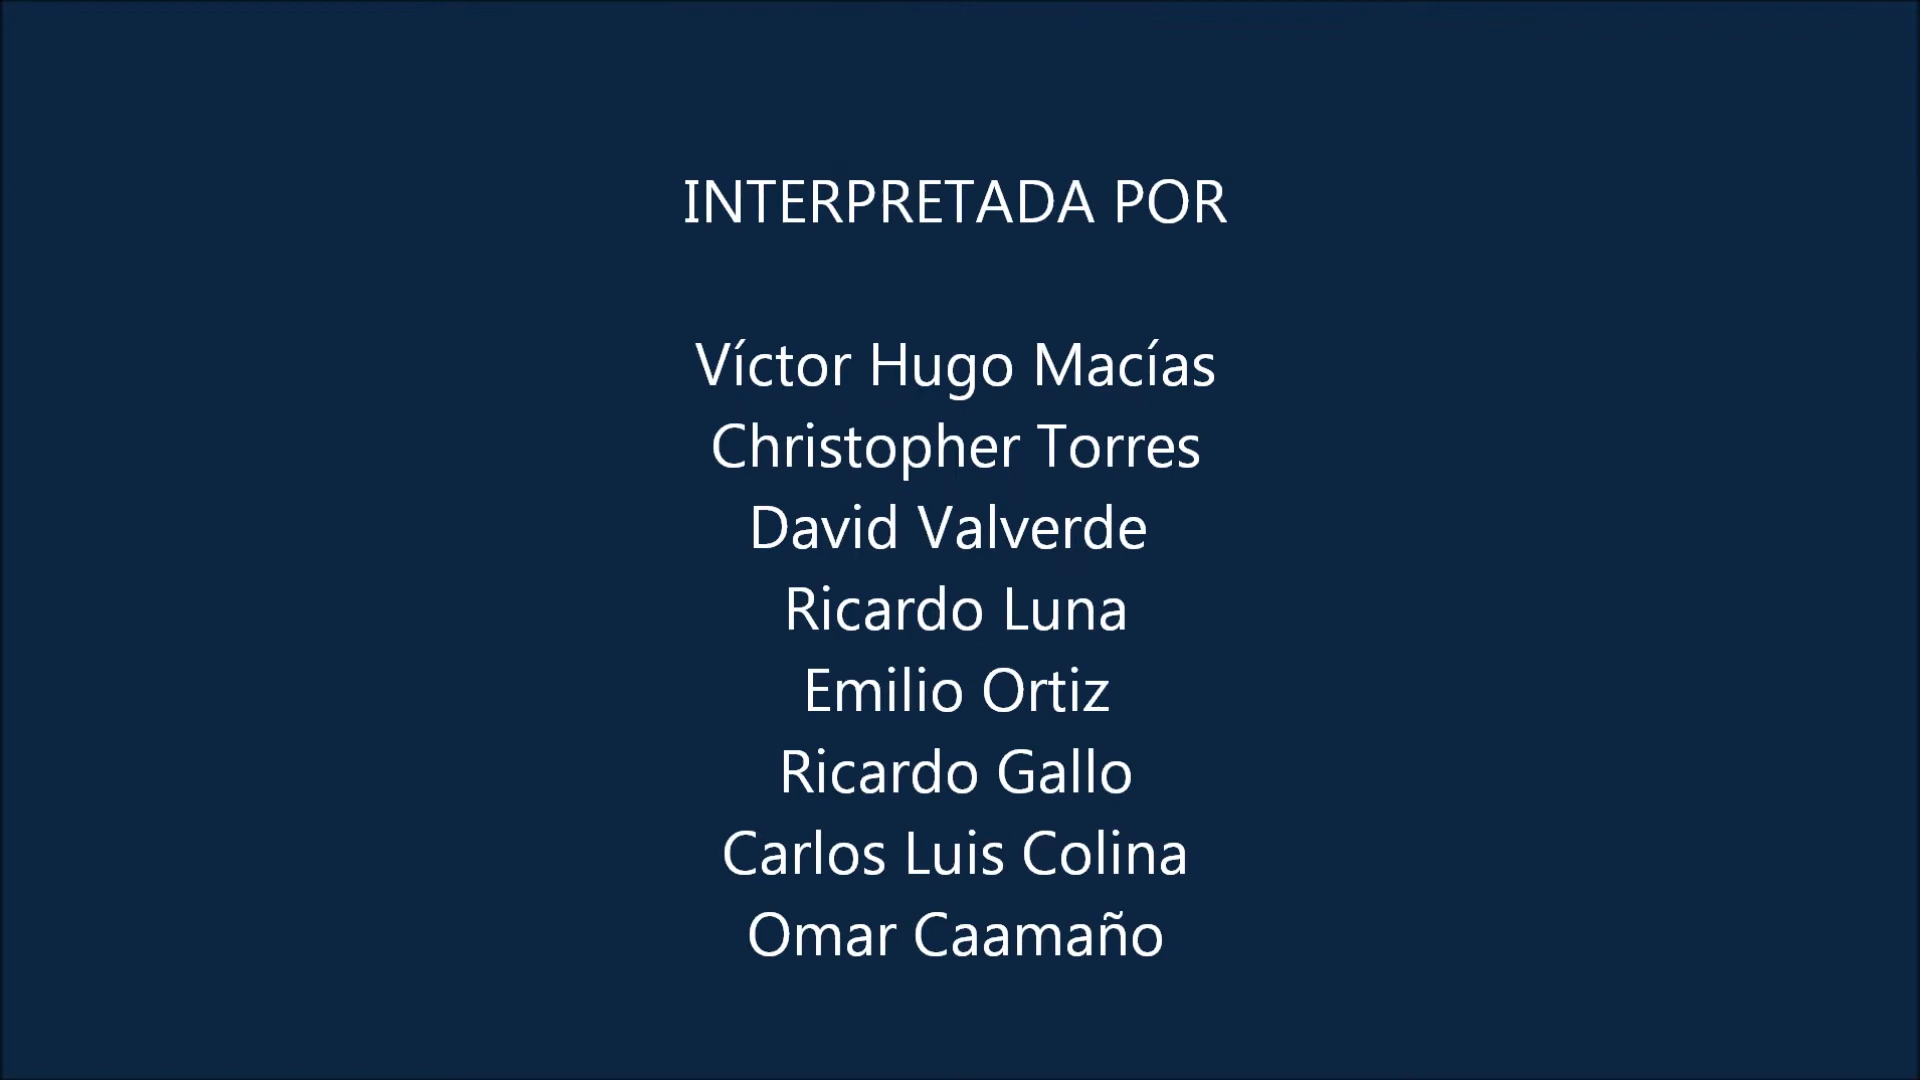 INTERPRETADA POR
Víctor Hugo Macías
Christopher Torres
David Valverde
Ricardo Luna
Emilio Ortiz
Ricardo Gallo
Carlos Luis Colina
Omar Caamaño